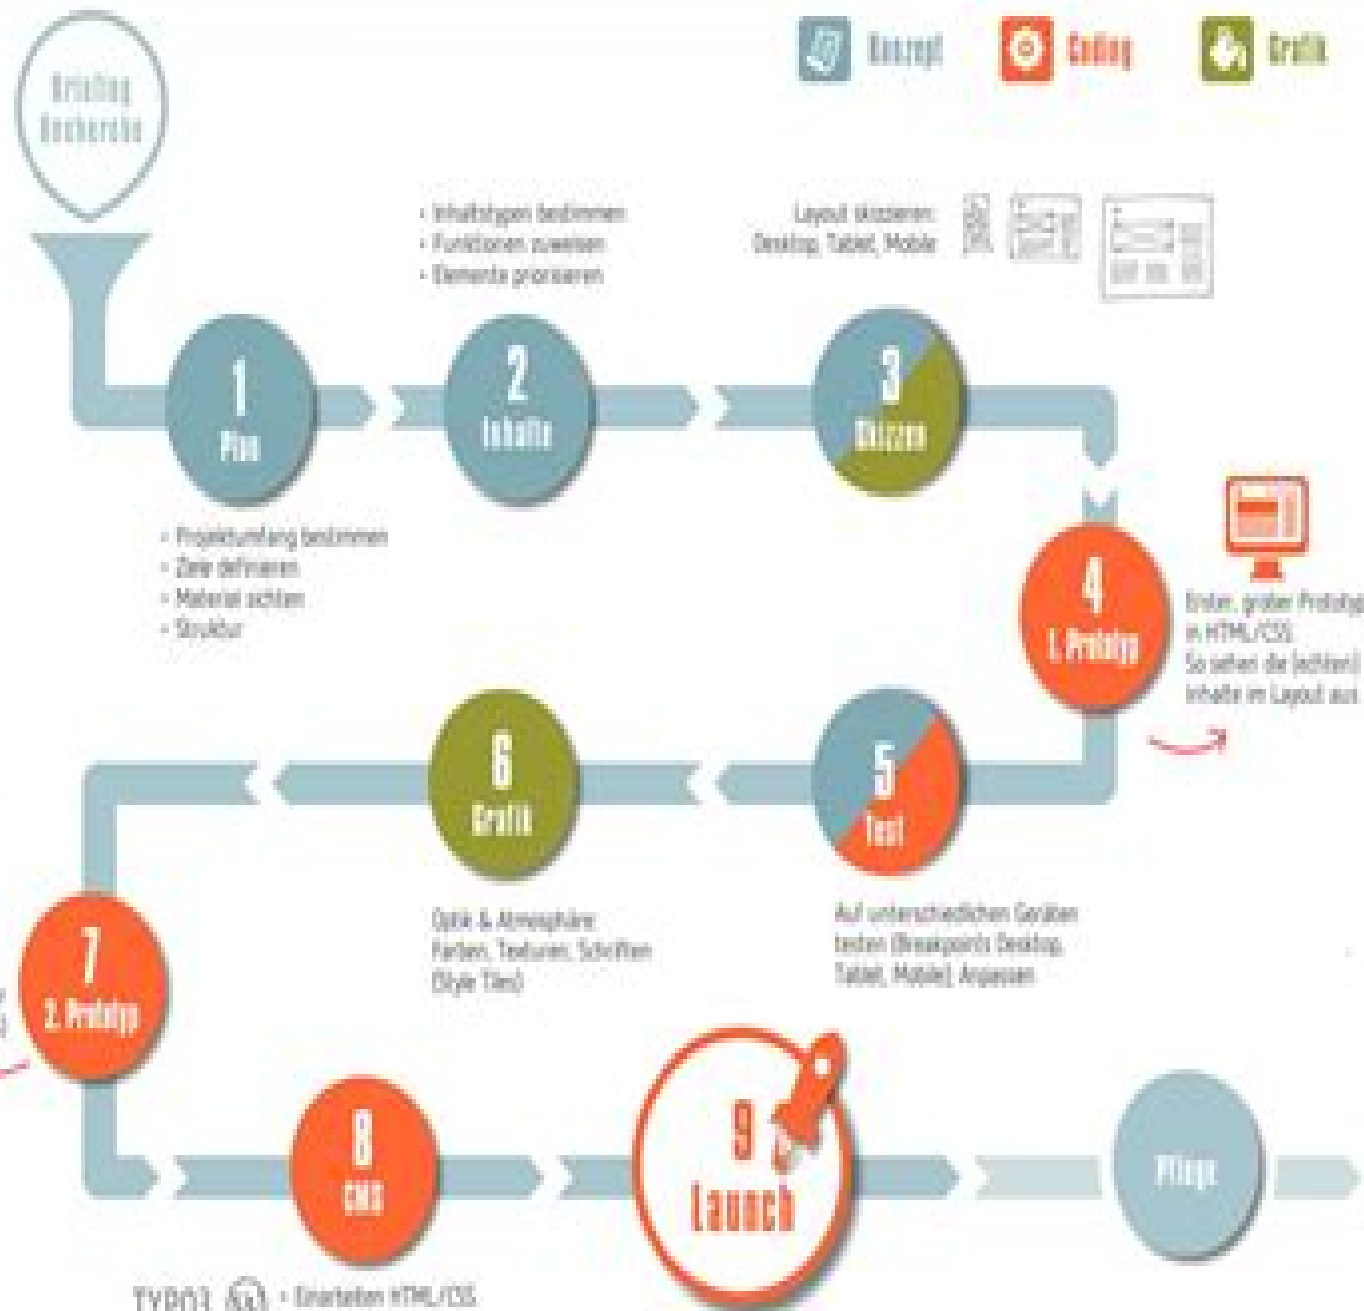 Briefing
Recherche
Konzept
Coding
Grafik
• Inhaltstypen bestimmen
• Funktionen zuweisen
• Elemente priorisieren
Layout skizzieren:
Desktop, Tablet, Mobile
1
Plan
2
Inhalte
3
Skizzen
• Projektumfang bestimmen
• Ziele definieren
• Material sichten
• Struktur
4
1. Prototyp
Erster, grober Prototyp
in HTML/CSS
So sehen die (echten)
Inhalte im Layout aus
5
Test
Auf unterschiedlichen Geräten
testen (Breakpoints Desktop,
Tablet, Mobile) Anpassen
6
Grafik
Optik & Atmosphäre
Farben, Texturen, Schriften
(Style Tiles)
7
2. Prototyp
8
CMS
9
Launch
Pflege
TYPO3
• Einarbeiten HTML/CSS